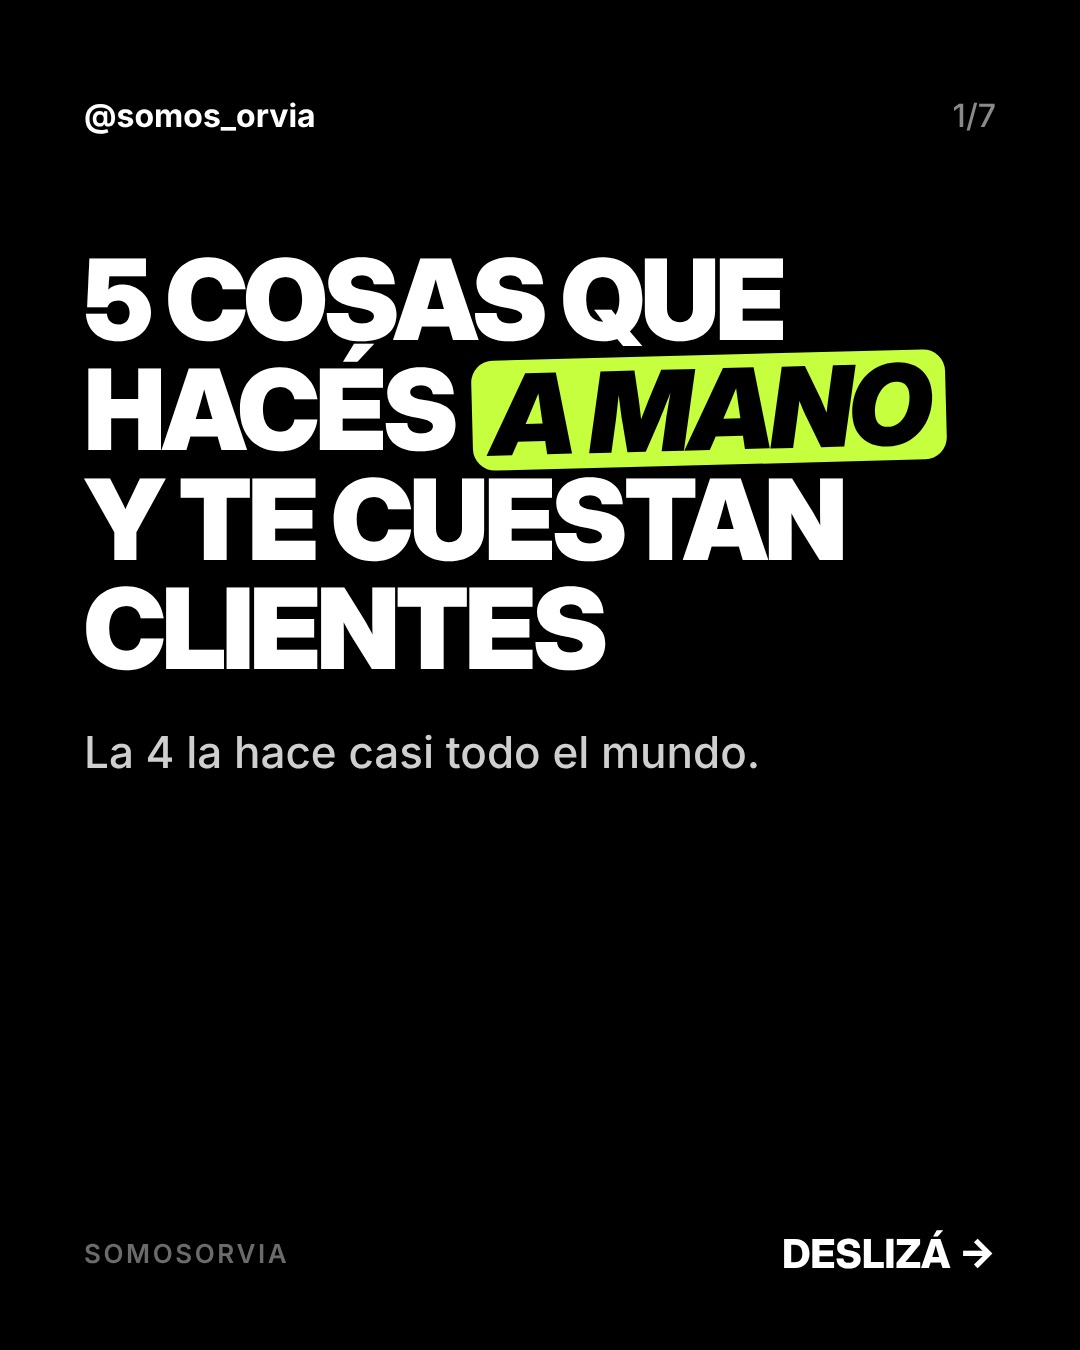 @somos_orvia
1/7
5 COSAS QUE
HACÉS A MANO
Y TE CUESTAN
CLIENTES
La 4 la hace casi todo el mundo.
SOMOSORVIA
DESLIZÁ →